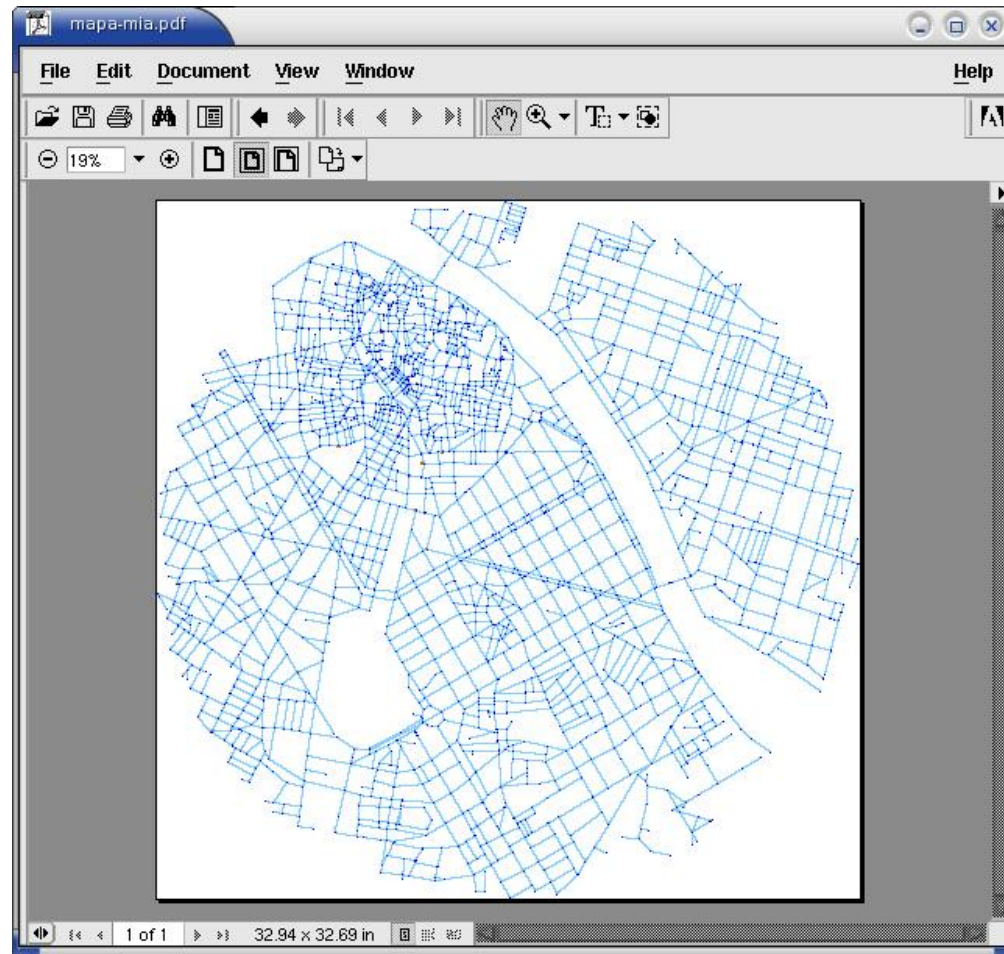 mapa-mia.pdf
File Edit Document View Window Help
19%
1 of 1 32.94 x 32.69 in